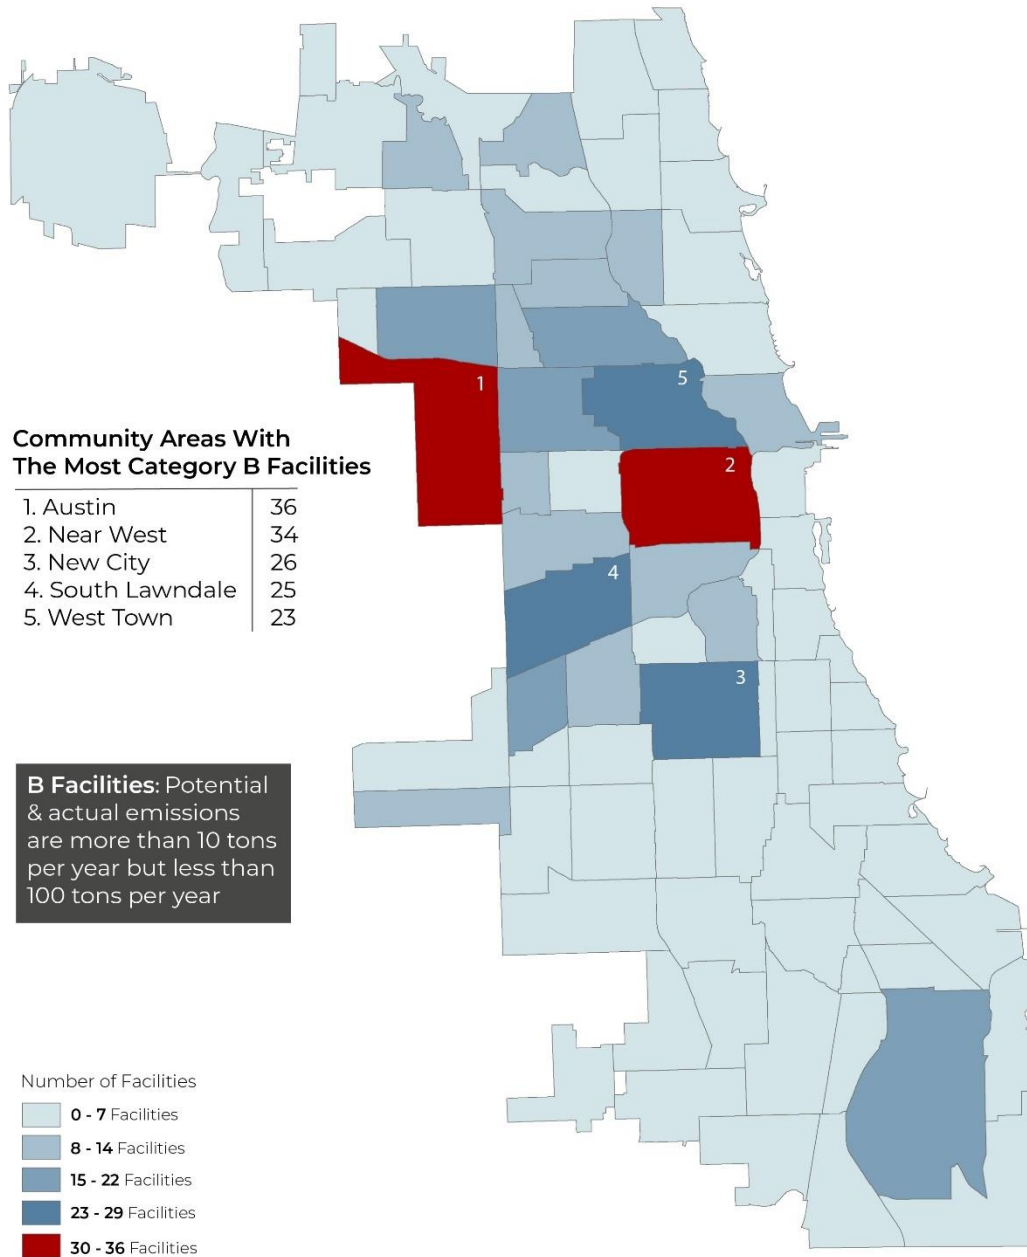 1
5
2
Community Areas With
The Most Category B Facilities
1. Austin 36
2. Near West 34
3. New City 26
4. South Lawndale 25
5. West Town 23
4
3
B Facilities: Potential
& actual emissions
are more than 10 tons
per year but less than
100 tons per year
Number of Facilities
0 - 7 Facilities
8 - 14 Facilities
15 - 22 Facilities
23 - 29 Facilities
30 - 36 Facilities